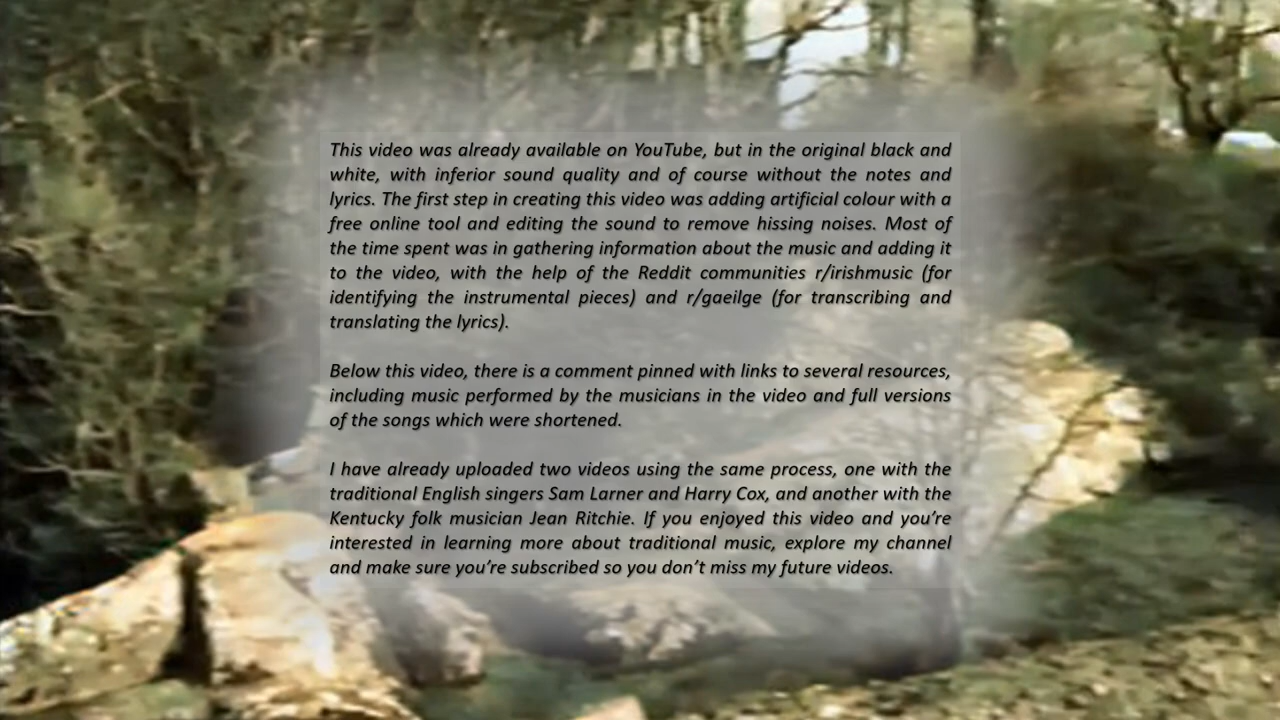 This video was already available on YouTube, but in the original black and
white, with inferior sound quality and of course without the notes and
lyrics. The first step in creating this video was adding artificial colour with a
free online tool and editing the sound to remove hissing noises. Most of
the time spent was in gathering information about the music and adding it
to the video, with the help of the Reddit communities r/irishmusic (for
identifying the instrumental pieces) and r/gaeilge (for transcribing and
translating the lyrics).
Below this video, there is a comment pinned with links to several resources,
including music performed by the musicians in the video and full versions
of the songs which were shortened.
I have already uploaded two videos using the same process, one with the
traditional English singers Sam Larner and Harry Cox, and another with the
Kentucky folk musician Jean Ritchie. If you enjoyed this video and you’re
interested in learning more about traditional music, explore my channel
and make sure you’re subscribed so you don’t miss my future videos.